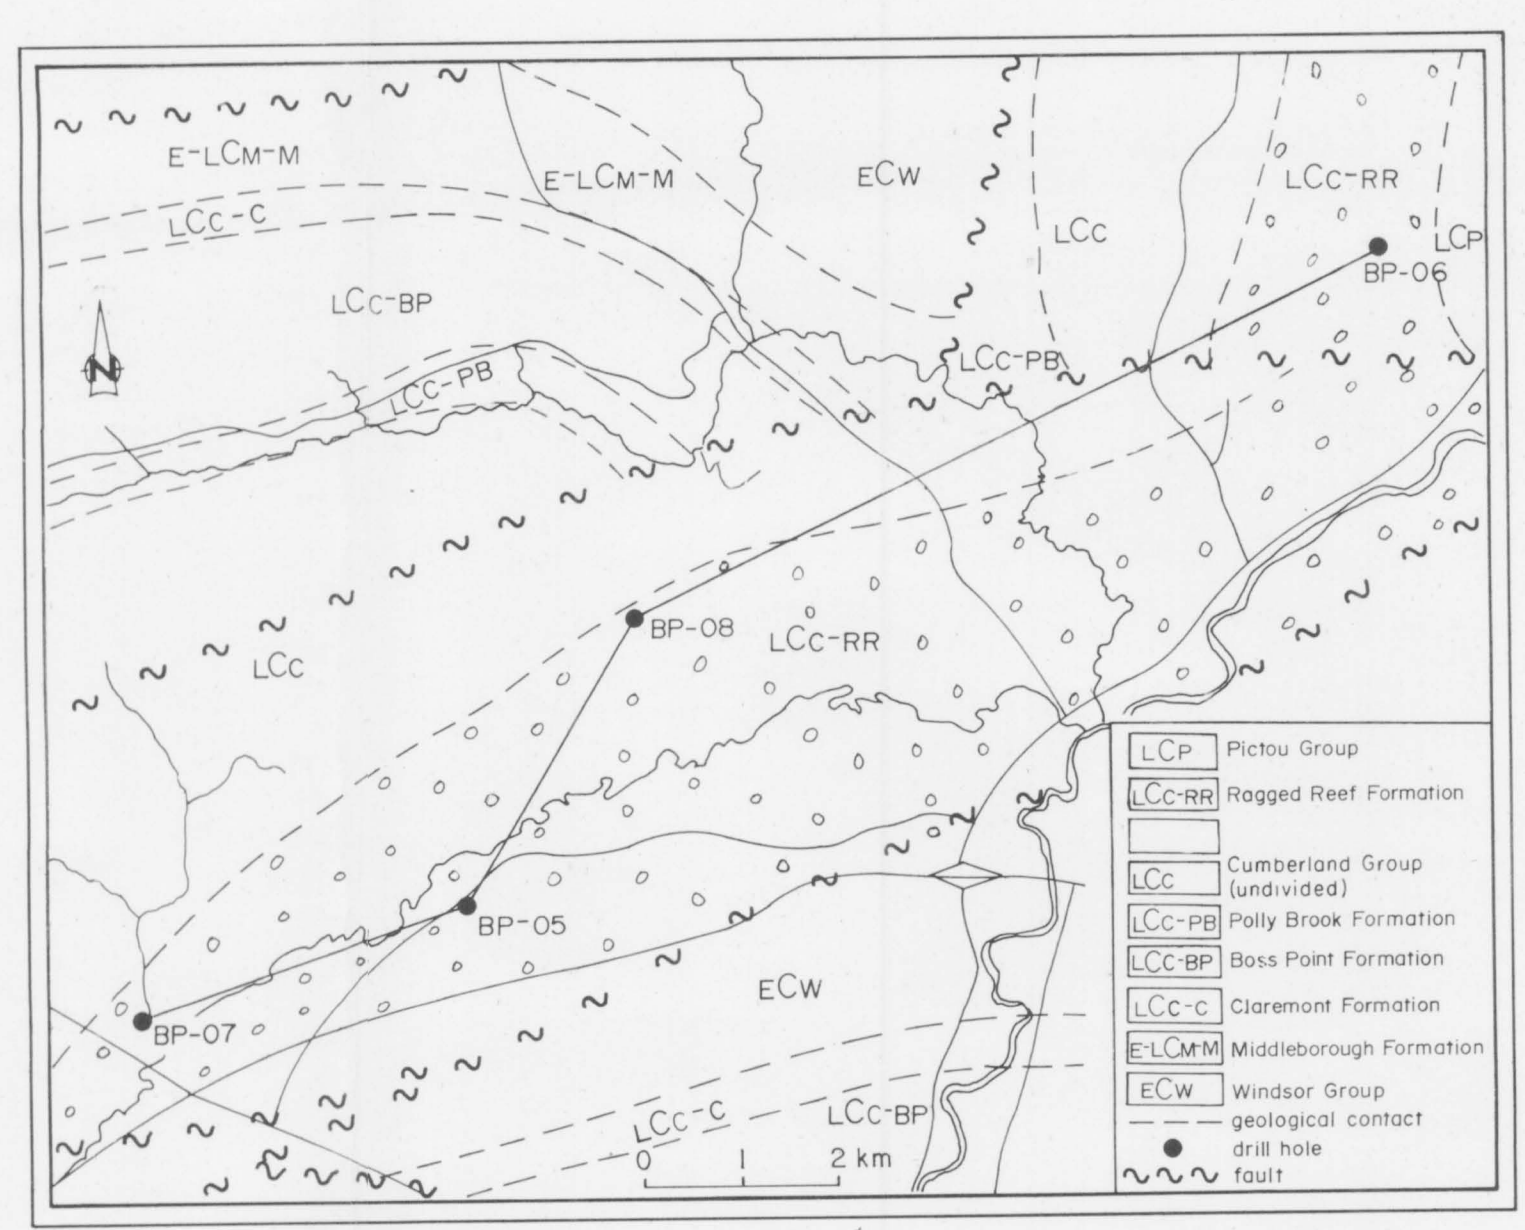 E-LCM-M
E-LCM-M
ECW
LCC-RR
LCC-C
LCC
LCP
BP-06
LCC-BP
N
LCC-PB
LCC-PB
BP-08
LCC-RR
LCC
BP-05
BP-07
ECW
LCC-C
LCC-BP
0 1 2 km
LCP Pictou Group
LCC-RR Ragged Reef Formation
LCC Cumberland Group
(undivided)
LCC-PB Polly Brook Formation
LCC-BP Boss Point Formation
LCC-C Claremont Formation
E-LCM-M Middleborough Formation
ECW Windsor Group
geological contact
drill hole
fault